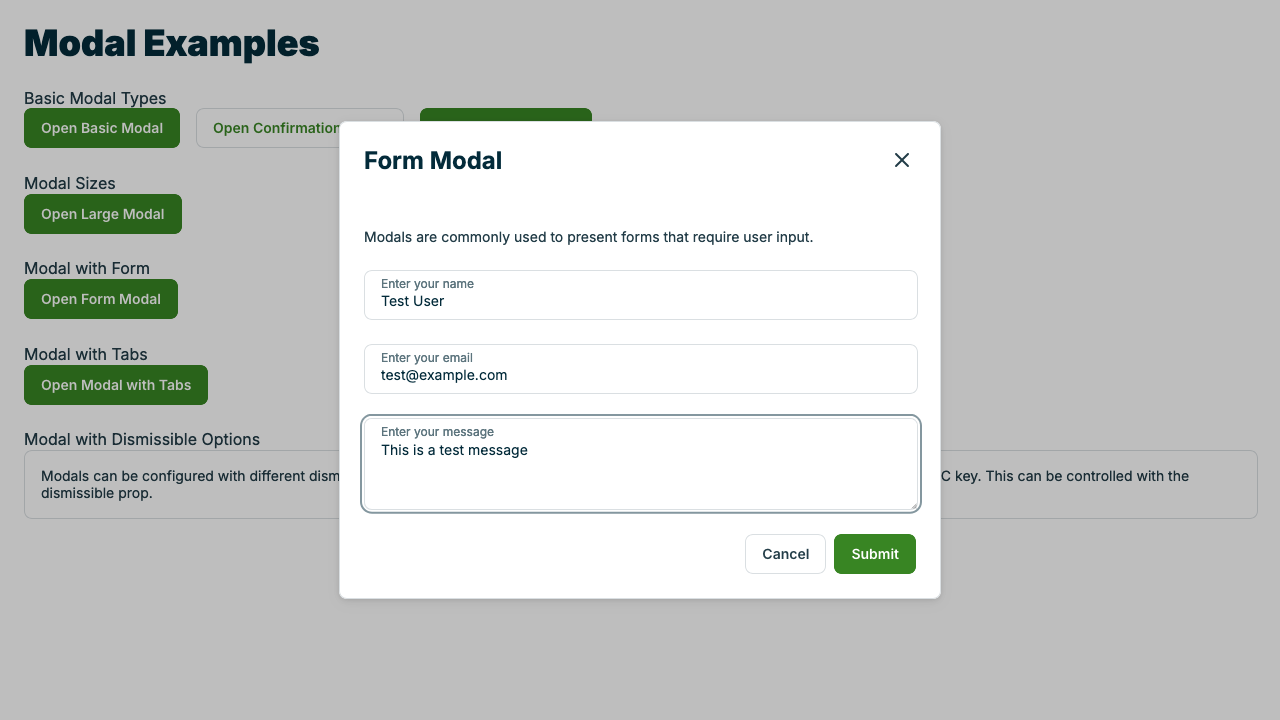 Modal Examples
Basic Modal Types
Open Basic Modal
Open Confirmation
Form Modal
Modal Sizes
Open Large Modal
Modals are commonly used to present forms that require user input.
Modal with Form
Open Form Modal
Enter your name
Test User
Modal with Tabs
Open Modal with Tabs
Enter your email
test@example.com
Enter your message
This is a test message
Modal with Dismissible Options
Modals can be configured with different
C key. This can be controlled with the
dismissible prop.
Cancel
Submit